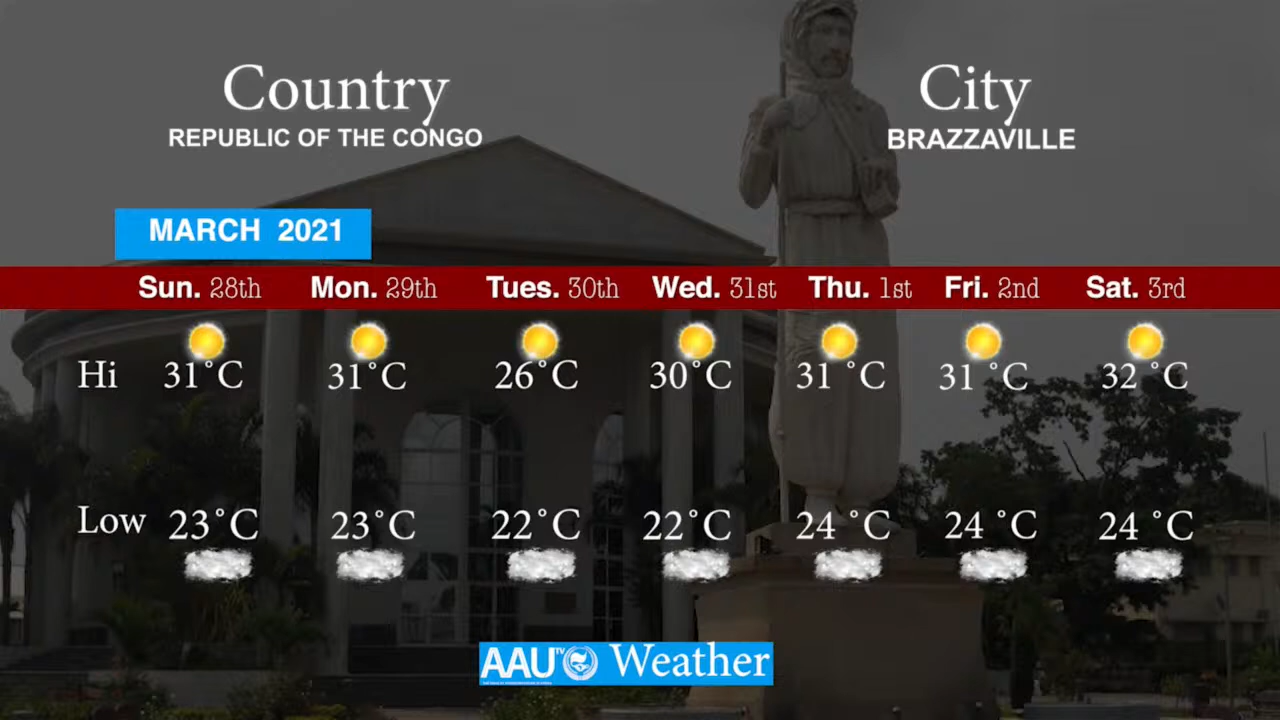 Country
REPUBLIC OF THE CONGO
City
BRAZZAVILLE
MARCH 2021
Sun. 28th Mon. 29th Tues. 30th Wed. 31st Thu. 1st Fri. 2nd Sat. 3rd
Hi 31°C 31°C 26°C 30°C 31 °C 31 °C 32 °C
Low 23°C 23°C 22°C 22°C 24 °C 24 °C 24 °C
AAU TV Weather